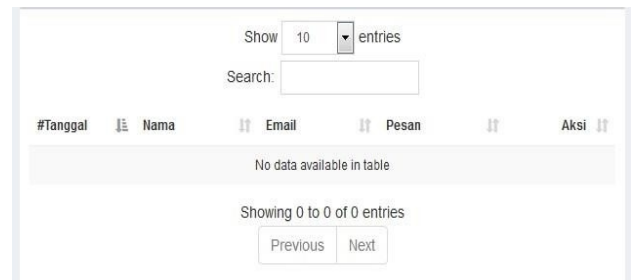 Show 10 entries
Search:
#Tanggal Nama Email Pesan Aksi
No data available in table
Showing 0 to 0 of 0 entries
Previous Next